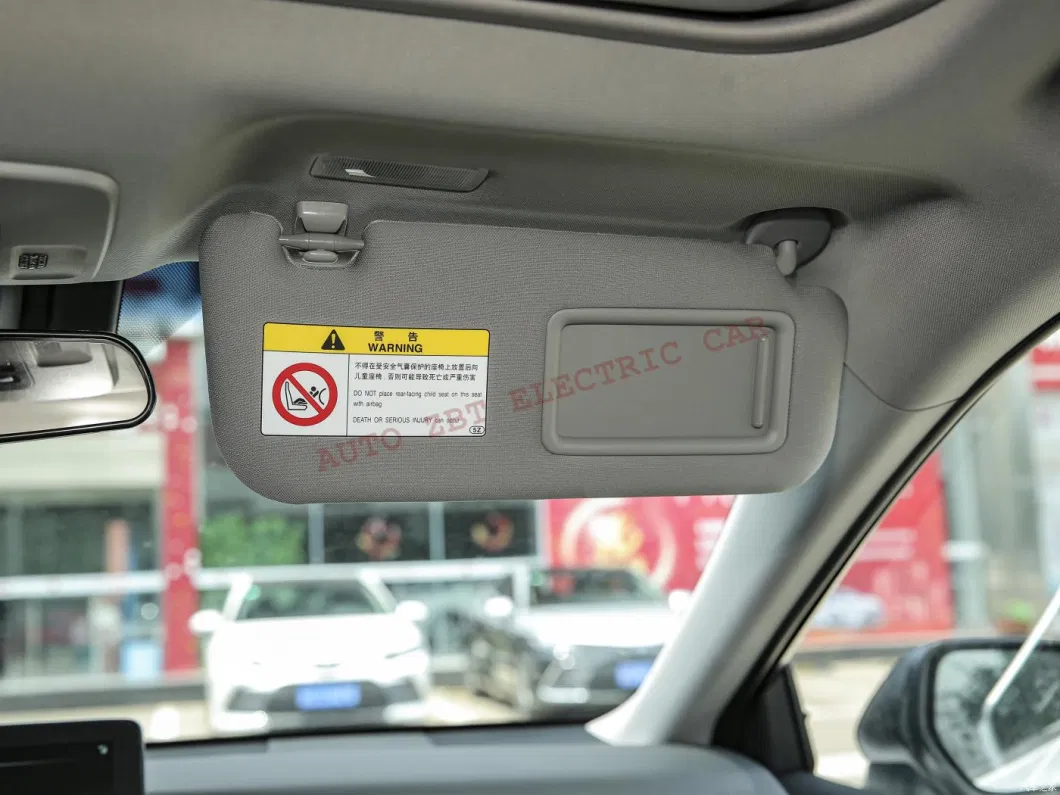 警 告
WARNING
不得在受安全气囊保护的座椅上放置后向
儿童座椅，否则可能导致死亡或严重伤害
DO NOT place rear-facing child seat on this seat
with airbag
DEATH OR SERIOUS INJURY can occur
5Z
AUTO ZBT ELECTRIC CAR